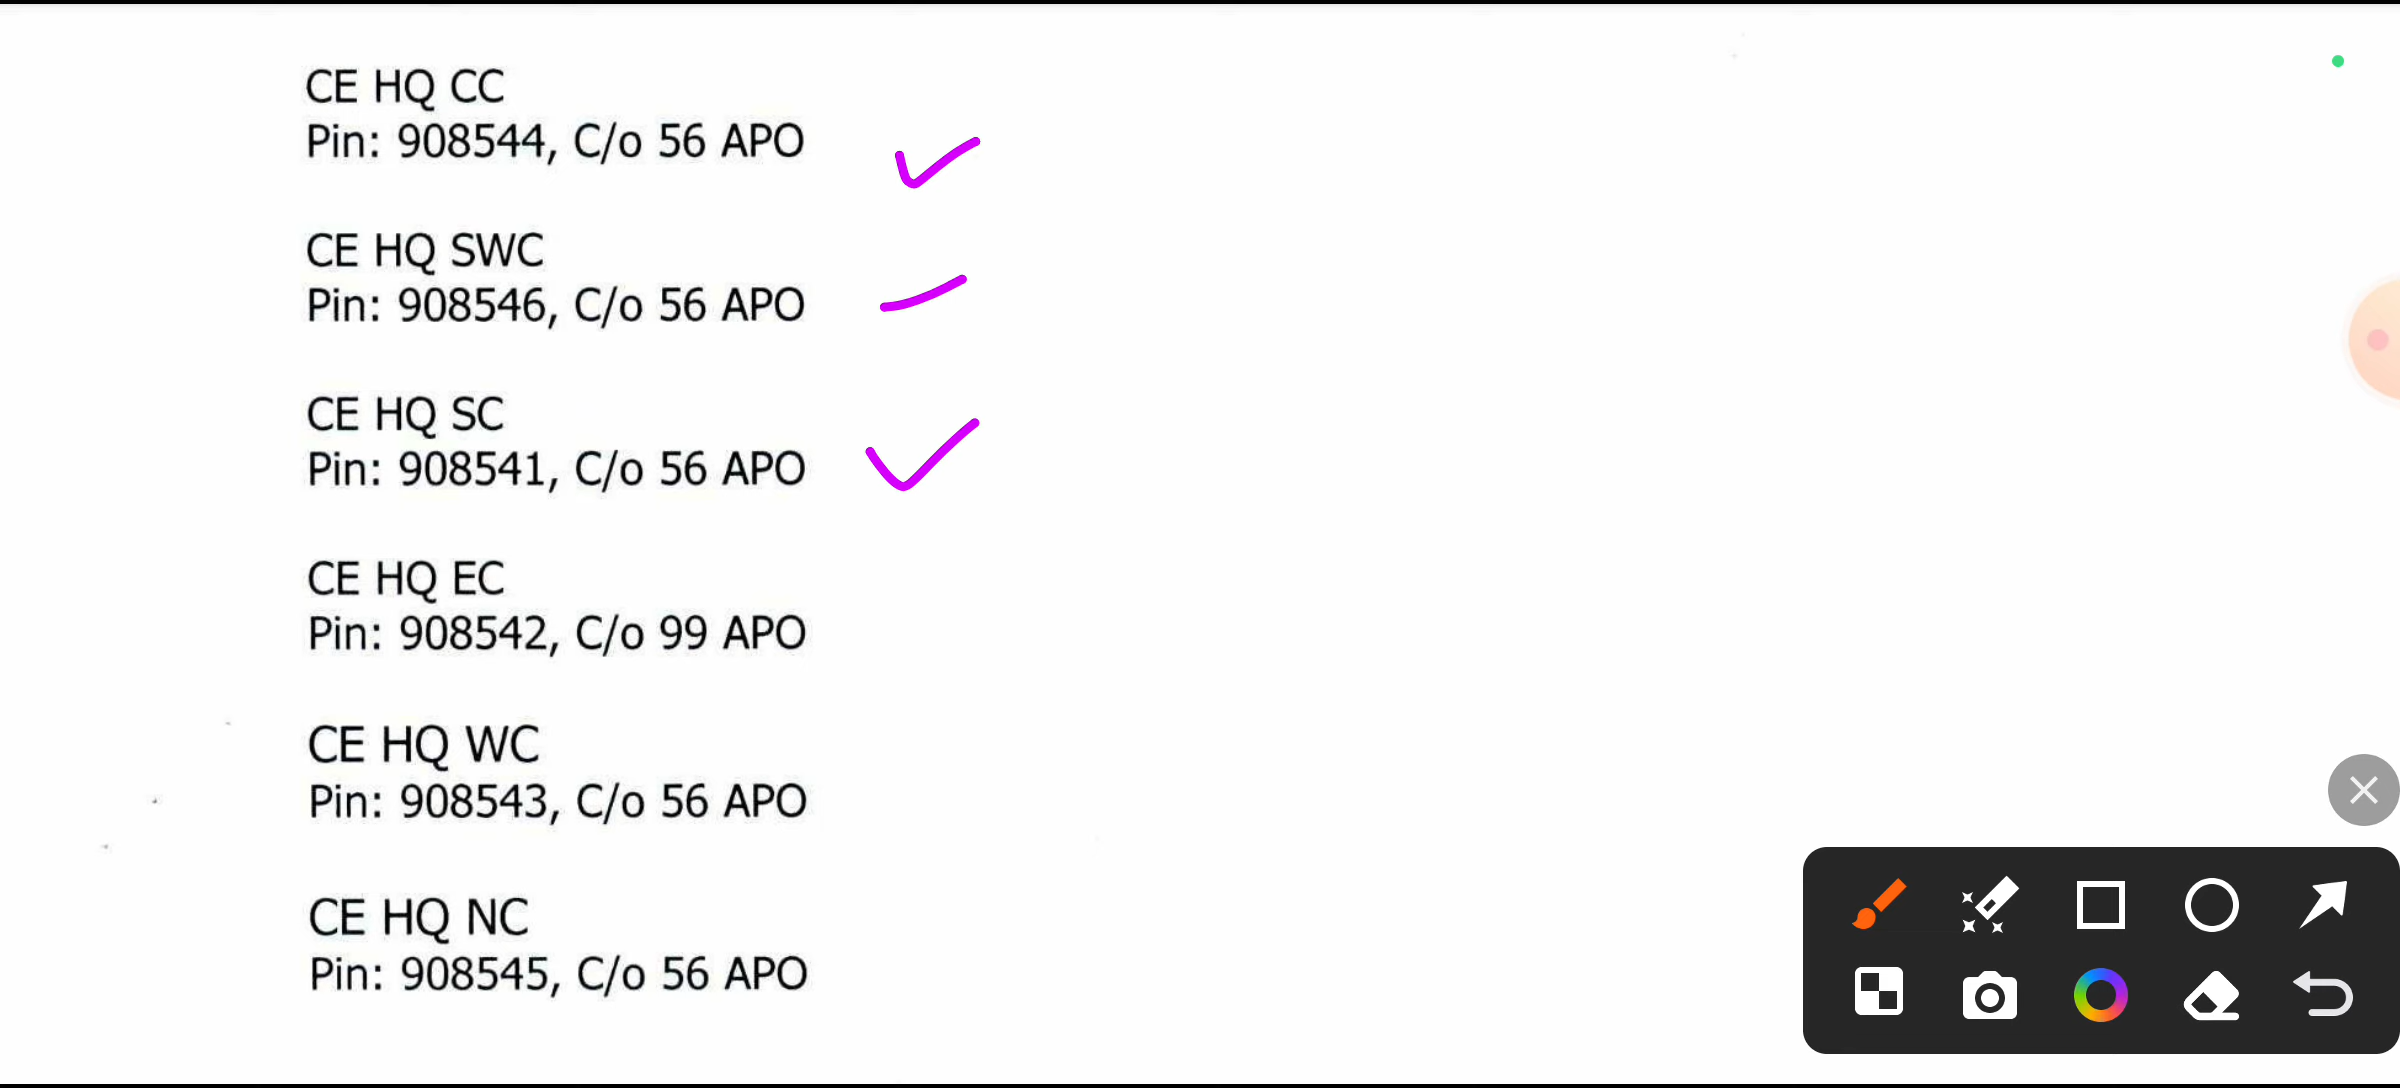 CE HQ CC
Pin: 908544, C/o 56 APO
CE HQ SWC
Pin: 908546, C/o 56 APO
CE HQ SC
Pin: 908541, C/o 56 APO
CE HQ EC
Pin: 908542, C/o 99 APO
CE HQ WC
Pin: 908543, C/o 56 APO
CE HQ NC
Pin: 908545, C/o 56 APO